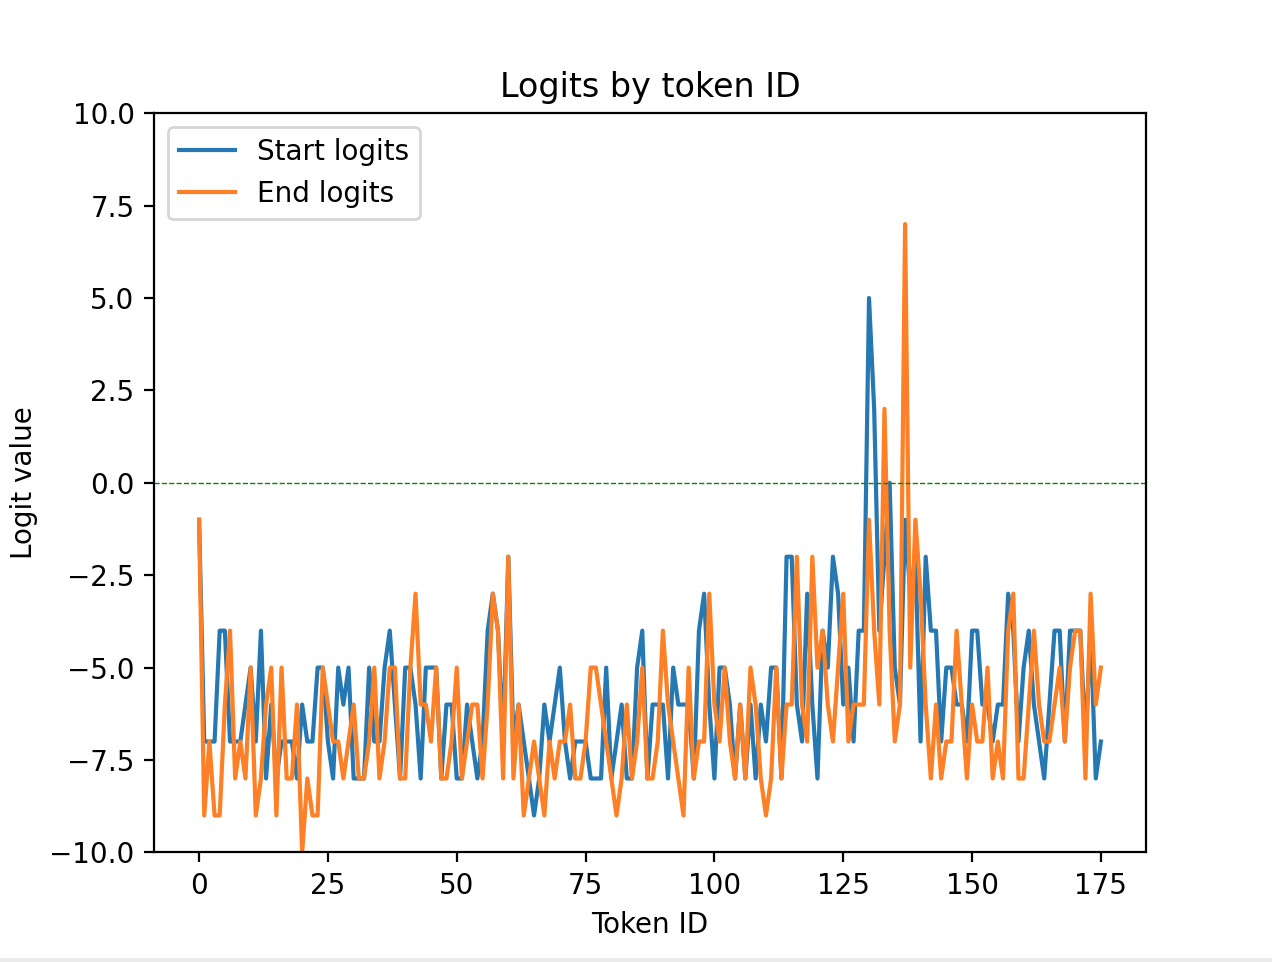 Logits by token ID
Start logits
End logits
10.0
7.5
5.0
2.5
0.0
−2.5
−5.0
−7.5
−10.0
Logit value
0 25 50 75 100 125 150 175
Token ID